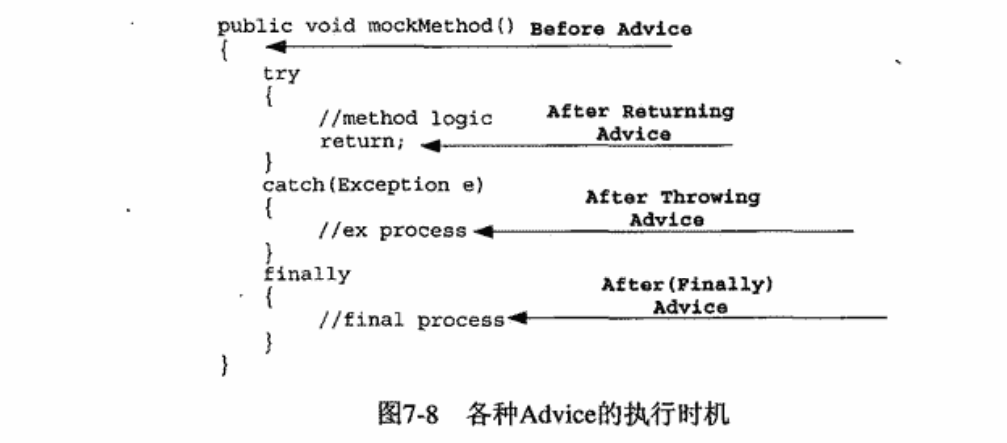 public void mockMethod() Before Advice
{
try
{
//method logic
After Returning
Advice
return;
}
catch(Exception e)
{
After Throwing
Advice
//ex process
}
finally
{
After(Finally)
Advice
//final process
}
}
图7-8 各种Advice的执行时机